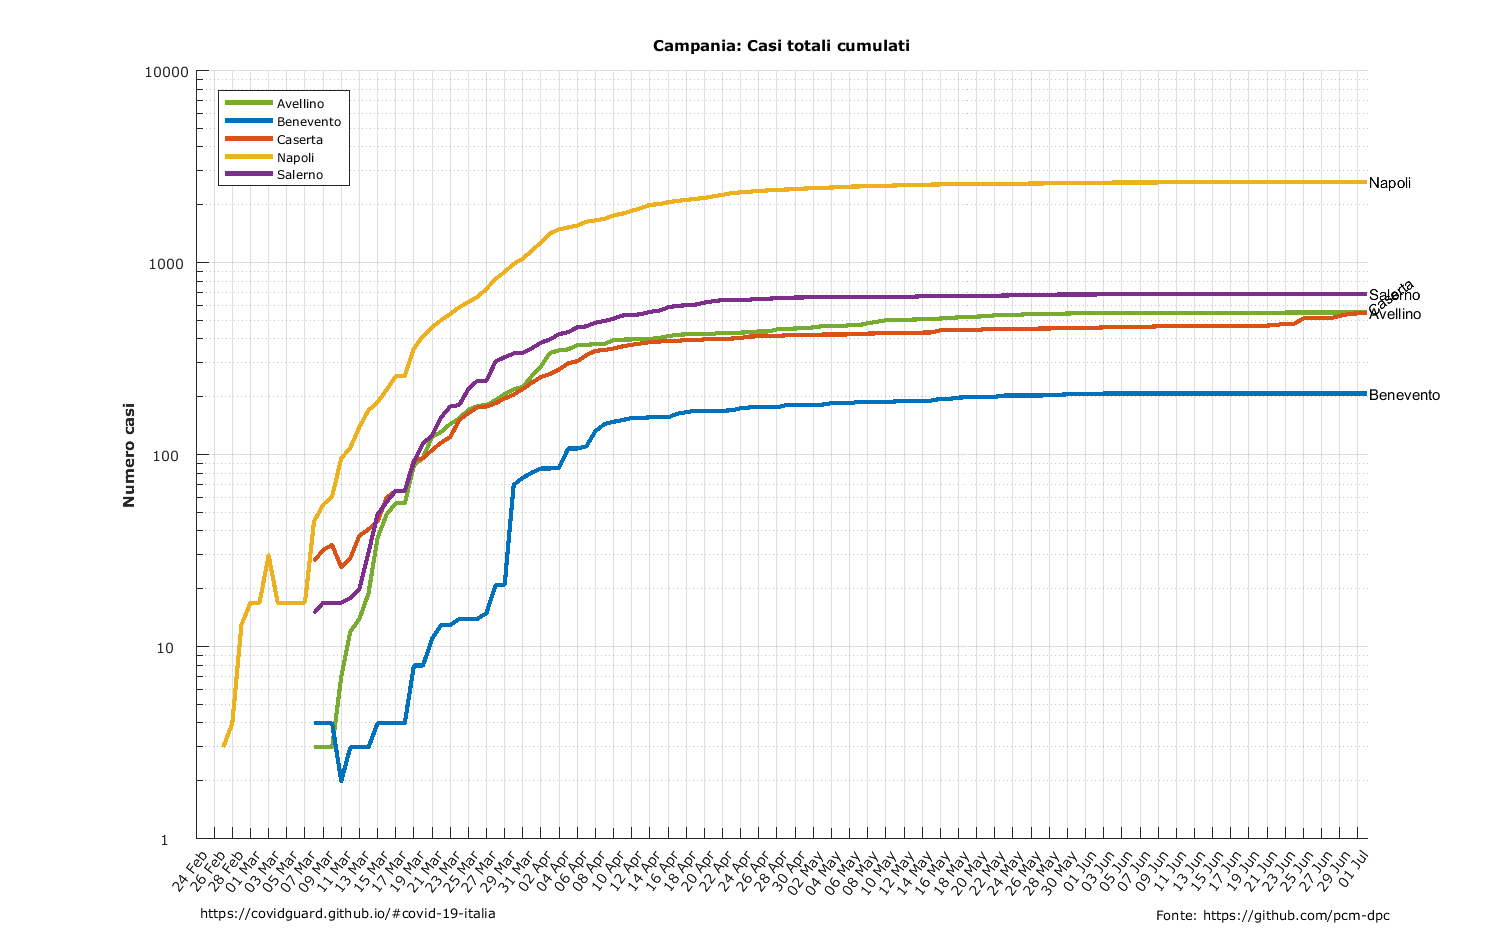 Campania: Casi totali cumulati
10000
1000
100
10
1
Numero casi
Avellino
Benevento
Caserta
Napoli
Salerno
Napoli
Salerno
Caserta
Avellino
Benevento
24 Feb
26 Feb
28 Feb
01 Mar
03 Mar
05 Mar
07 Mar
09 Mar
11 Mar
13 Mar
15 Mar
17 Mar
19 Mar
21 Mar
23 Mar
25 Mar
27 Mar
29 Mar
31 Mar
02 Apr
04 Apr
06 Apr
08 Apr
10 Apr
12 Apr
14 Apr
16 Apr
18 Apr
20 Apr
22 Apr
24 Apr
26 Apr
28 Apr
30 Apr
02 May
04 May
06 May
08 May
10 May
12 May
14 May
16 May
18 May
20 May
22 May
24 May
26 May
28 May
30 May
01 Jun
03 Jun
05 Jun
07 Jun
09 Jun
11 Jun
13 Jun
15 Jun
17 Jun
19 Jun
21 Jun
23 Jun
25 Jun
27 Jun
29 Jun
01 Jul
https://covidguard.github.io/#covid-19-italia
Fonte: https://github.com/pcm-dpc